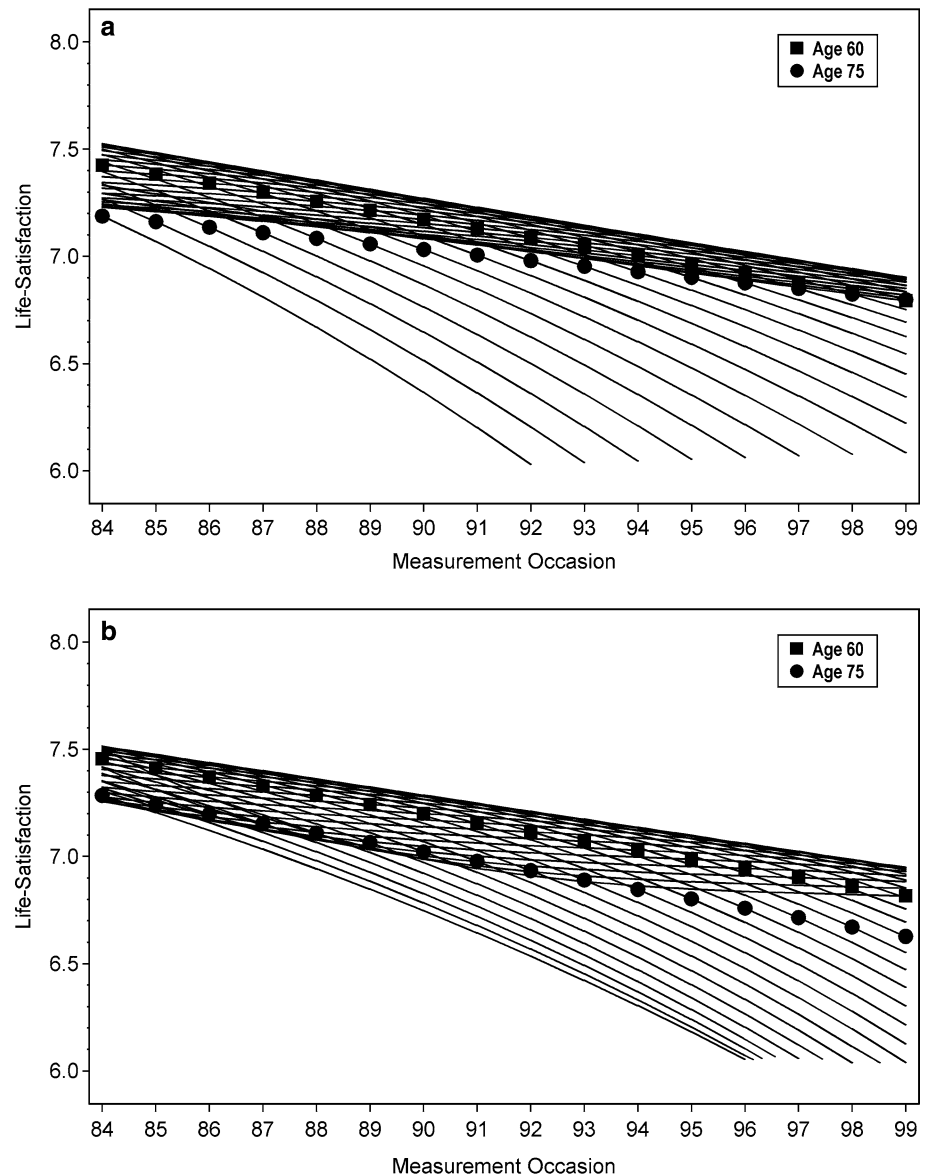 a
8.0
7.5
7.0
6.5
6.0
Life-Satisfaction
Age 60
Age 75
84 85 86 87 88 89 90 91 92 93 94 95 96 97 98 99
Measurement Occasion
b
8.0
7.5
7.0
6.5
6.0
Life-Satisfaction
Age 60
Age 75
84 85 86 87 88 89 90 91 92 93 94 95 96 97 98 99
Measurement Occasion